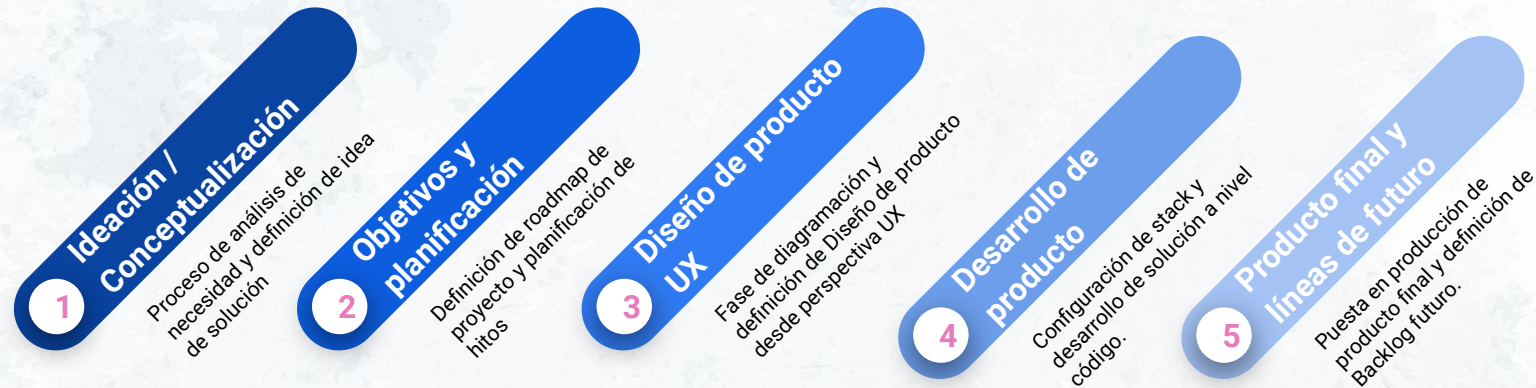 1
Ideación /
Conceptualización
Proceso de análisis de
necesidad y definición de idea
de solución
2
Objetivos y
planificación
Definición de roadmap de
proyecto y planificación de
hitos
3
Diseño de producto
UX
Fase de diagramación y
definición de Diseño de producto
desde perspectiva UX
4
Desarrollo de
producto
Configuración de stack y
desarrollo de solución a nivel
código.
5
Producto final y
líneas de futuro
Puesta en producción de
producto final y definición de
Backlog futuro.